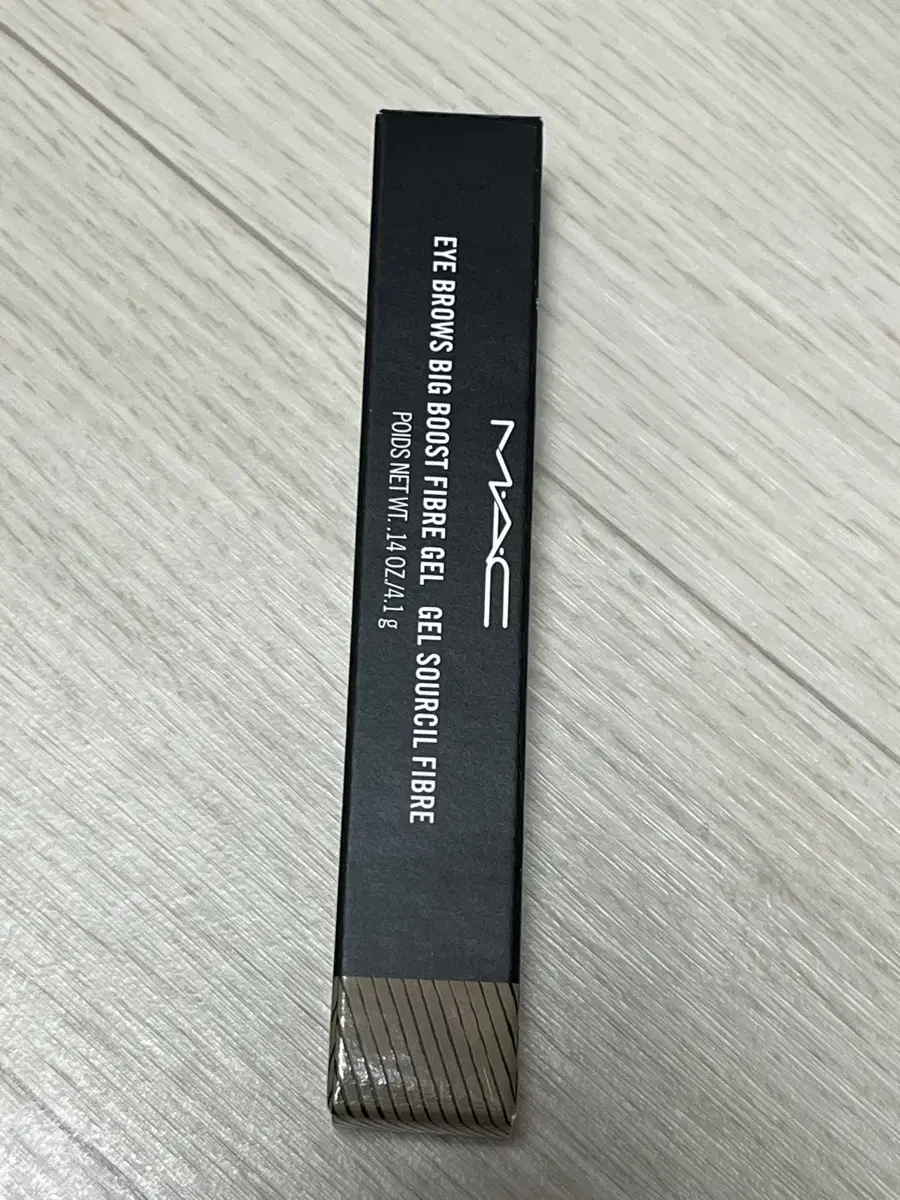 M·A·C
EYE BROWS BIG BOOST FIBRE GEL GEL SOURCIL FIBRE
POIDS NET WT. .14 OZ./4.1 g